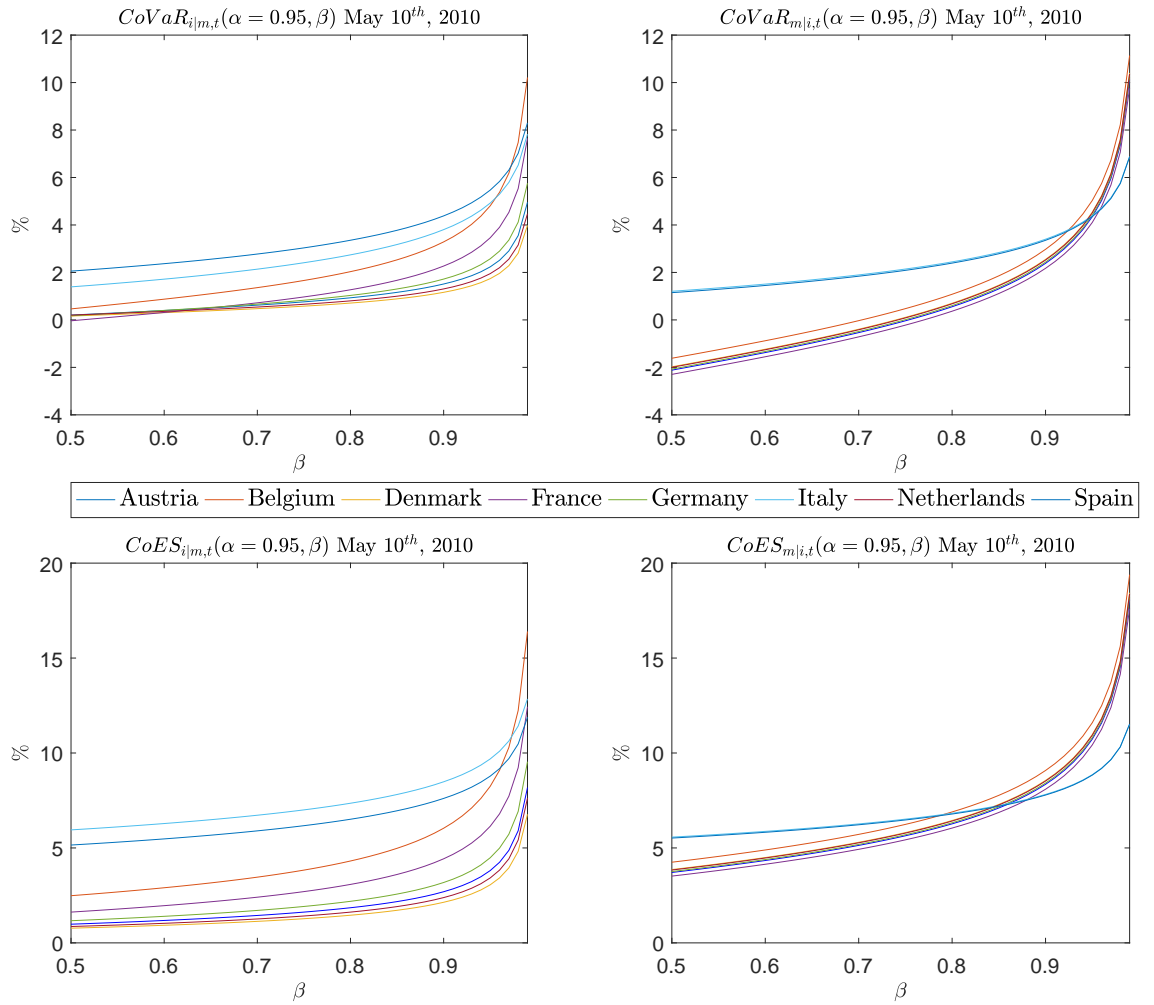 CoVaR_{i|m,t}(α = 0.95, β) May 10^{th}, 2010
12
10
8
6
4
2
0
-2
-4
%
0.5 0.6 0.7 0.8 0.9
β
CoVaR_{m|i,t}(α = 0.95, β) May 10^{th}, 2010
12
10
8
6
4
2
0
-2
-4
%
0.5 0.6 0.7 0.8 0.9
β
Austria Belgium Denmark France Germany Italy Netherlands Spain
CoES_{i|m,t}(α = 0.95, β) May 10^{th}, 2010
20
15
10
5
0
%
0.5 0.6 0.7 0.8 0.9
β
CoES_{m|i,t}(α = 0.95, β) May 10^{th}, 2010
20
15
10
5
0
%
0.5 0.6 0.7 0.8 0.9
β